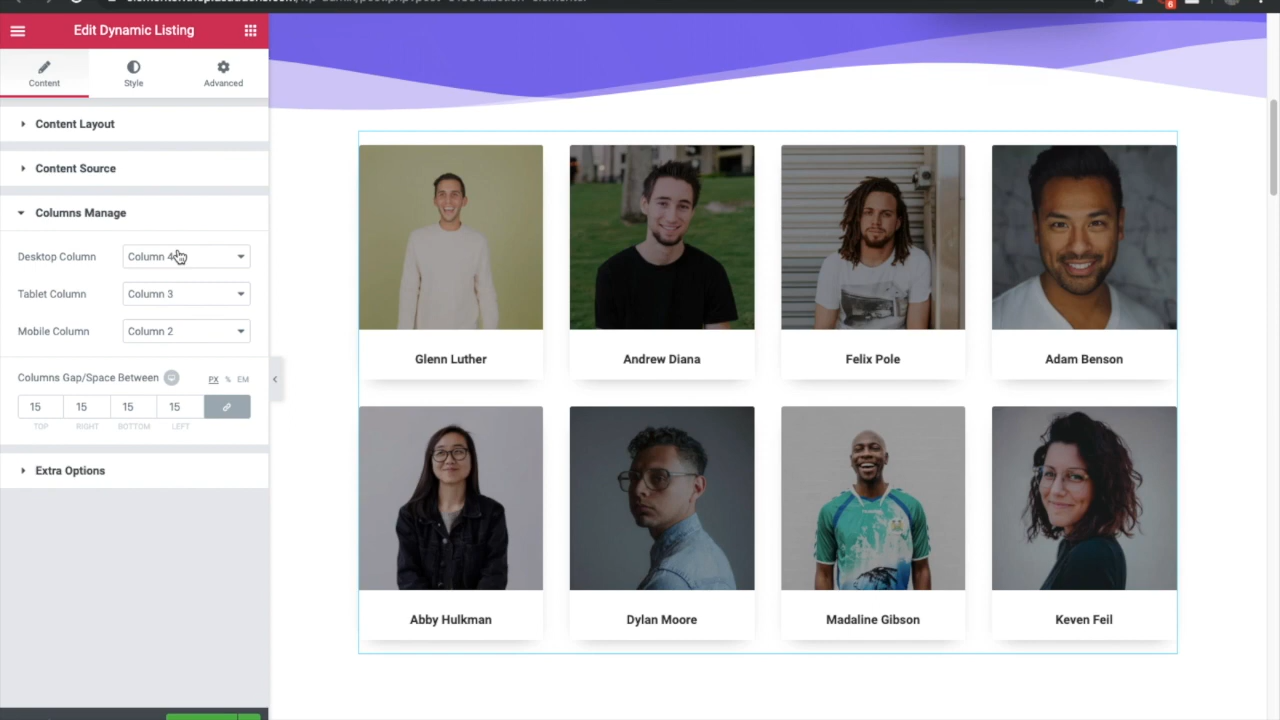 6
Edit Dynamic Listing
Content
Style
Advanced
Content Layout
Content Source
Columns Manage
Desktop Column
Column 4
Tablet Column
Column 3
Mobile Column
Column 2
Columns Gap/Space Between
PX % EM
15 15 15 15
TOP RIGHT BOTTOM LEFT
Extra Options
Glenn Luther
Andrew Diana
Felix Pole
Adam Benson
Abby Hulkman
Dylan Moore
Madaline Gibson
Keven Feil